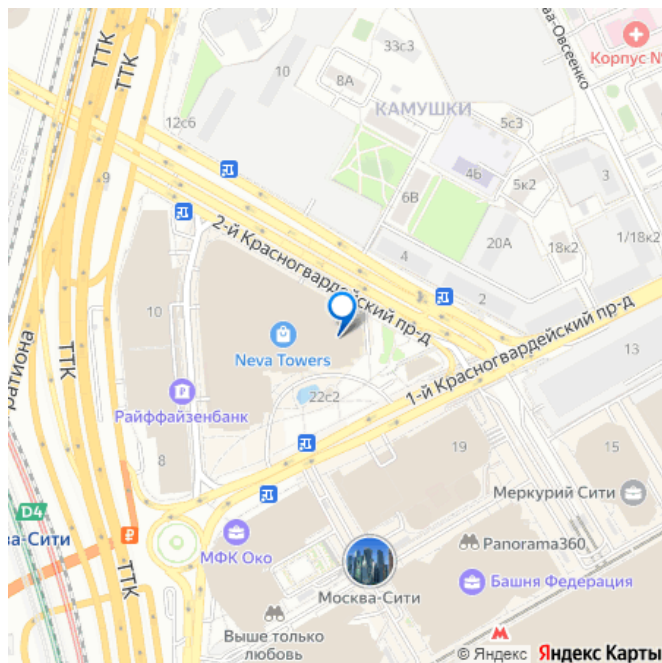 33с3
ТТК
ТТК
10
8А
ва-Овсеенко
Корпус №
КАМУШКИ
12с6
5с3
9
4б
5к2
3
6В
2-й Красногвардейский пр-д
20А
18к2
1/18к2
4
2
10
Neva Towers
1-й Красногвардейский пр-д
13
ТТК
ратиона
22с2
Райффайзенбанк
8
19
15
Меркурий Сити
D4
ва-Сити
МФК Око
Panorama360
ТТК
Башня Федерация
Москва-Сити
Выше только
любовь
© Яндекс Яндекс Карты